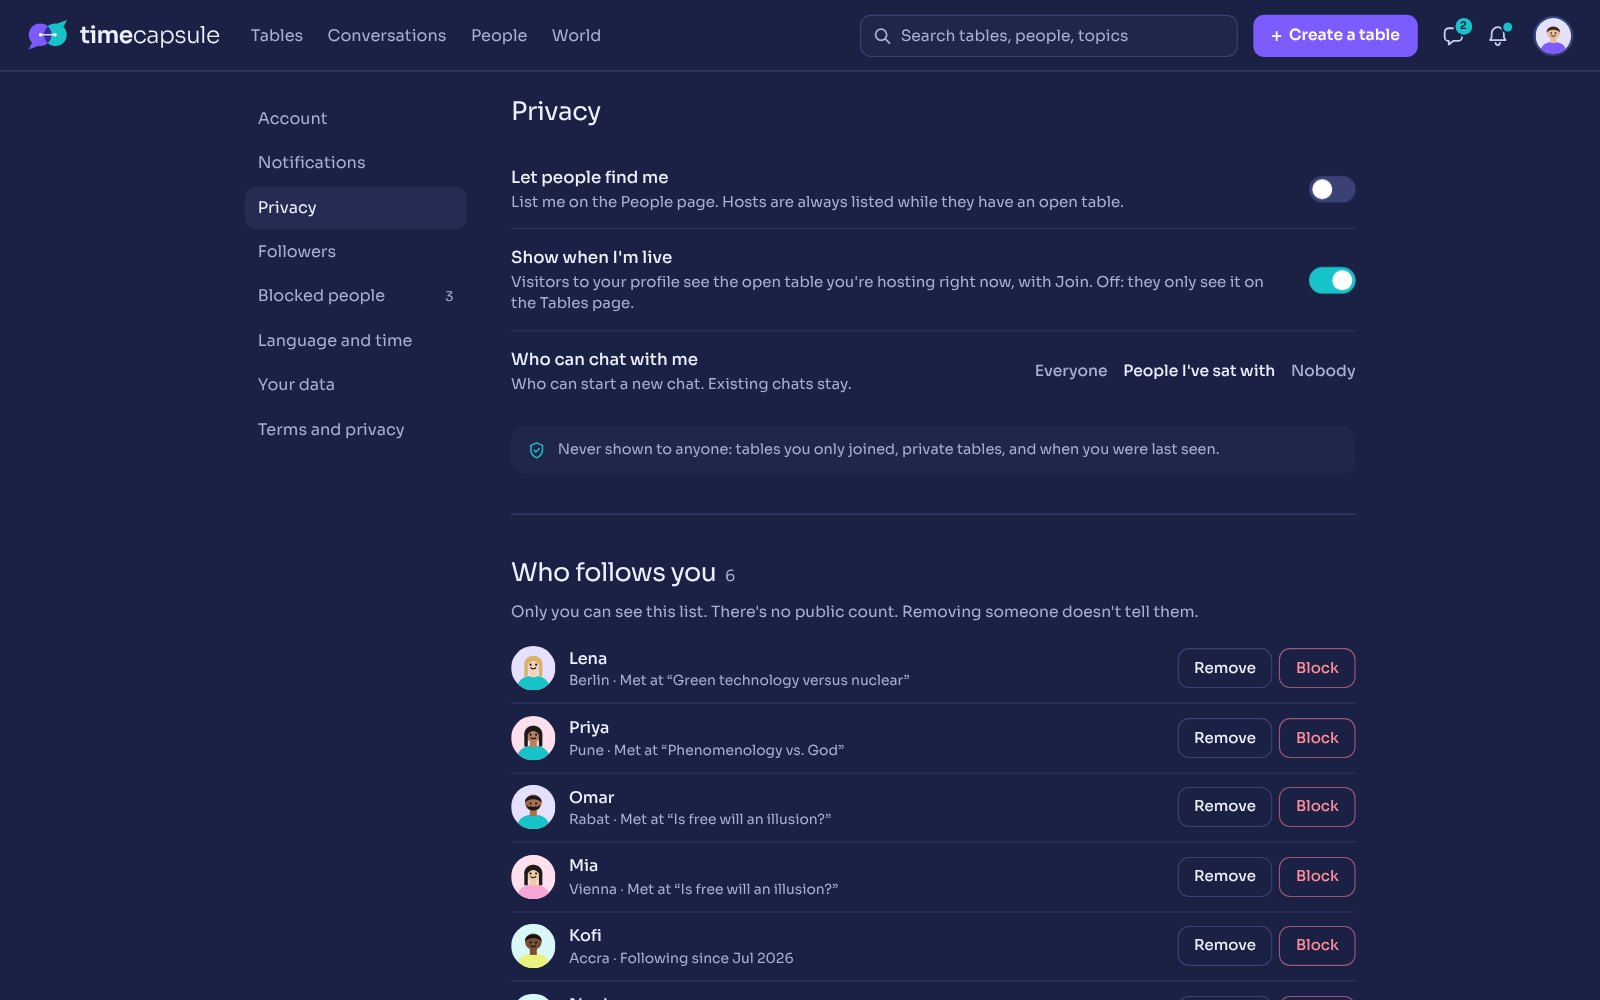 timecapsule
Tables
Conversations
People
World
Search tables, people, topics
+ Create a table
2
Account
Notifications
Privacy
Followers
Blocked people 3
Language and time
Your data
Terms and privacy
Privacy
Let people find me
List me on the People page. Hosts are always listed while they have an open table.
Show when I'm live
Visitors to your profile see the open table you're hosting right now, with Join. Off: they only see it on
the Tables page.
Who can chat with me
Who can start a new chat. Existing chats stay.
Everyone People I've sat with Nobody
Never shown to anyone: tables you only joined, private tables, and when you were last seen.
Who follows you 6
Only you can see this list. There's no public count. Removing someone doesn't tell them.
Lena
Berlin · Met at “Green technology versus nuclear”
Remove Block
Priya
Pune · Met at “Phenomenology vs. God”
Remove Block
Omar
Rabat · Met at “Is free will an illusion?”
Remove Block
Mia
Vienna · Met at “Is free will an illusion?”
Remove Block
Kofi
Accra · Following since Jul 2026
Remove Block